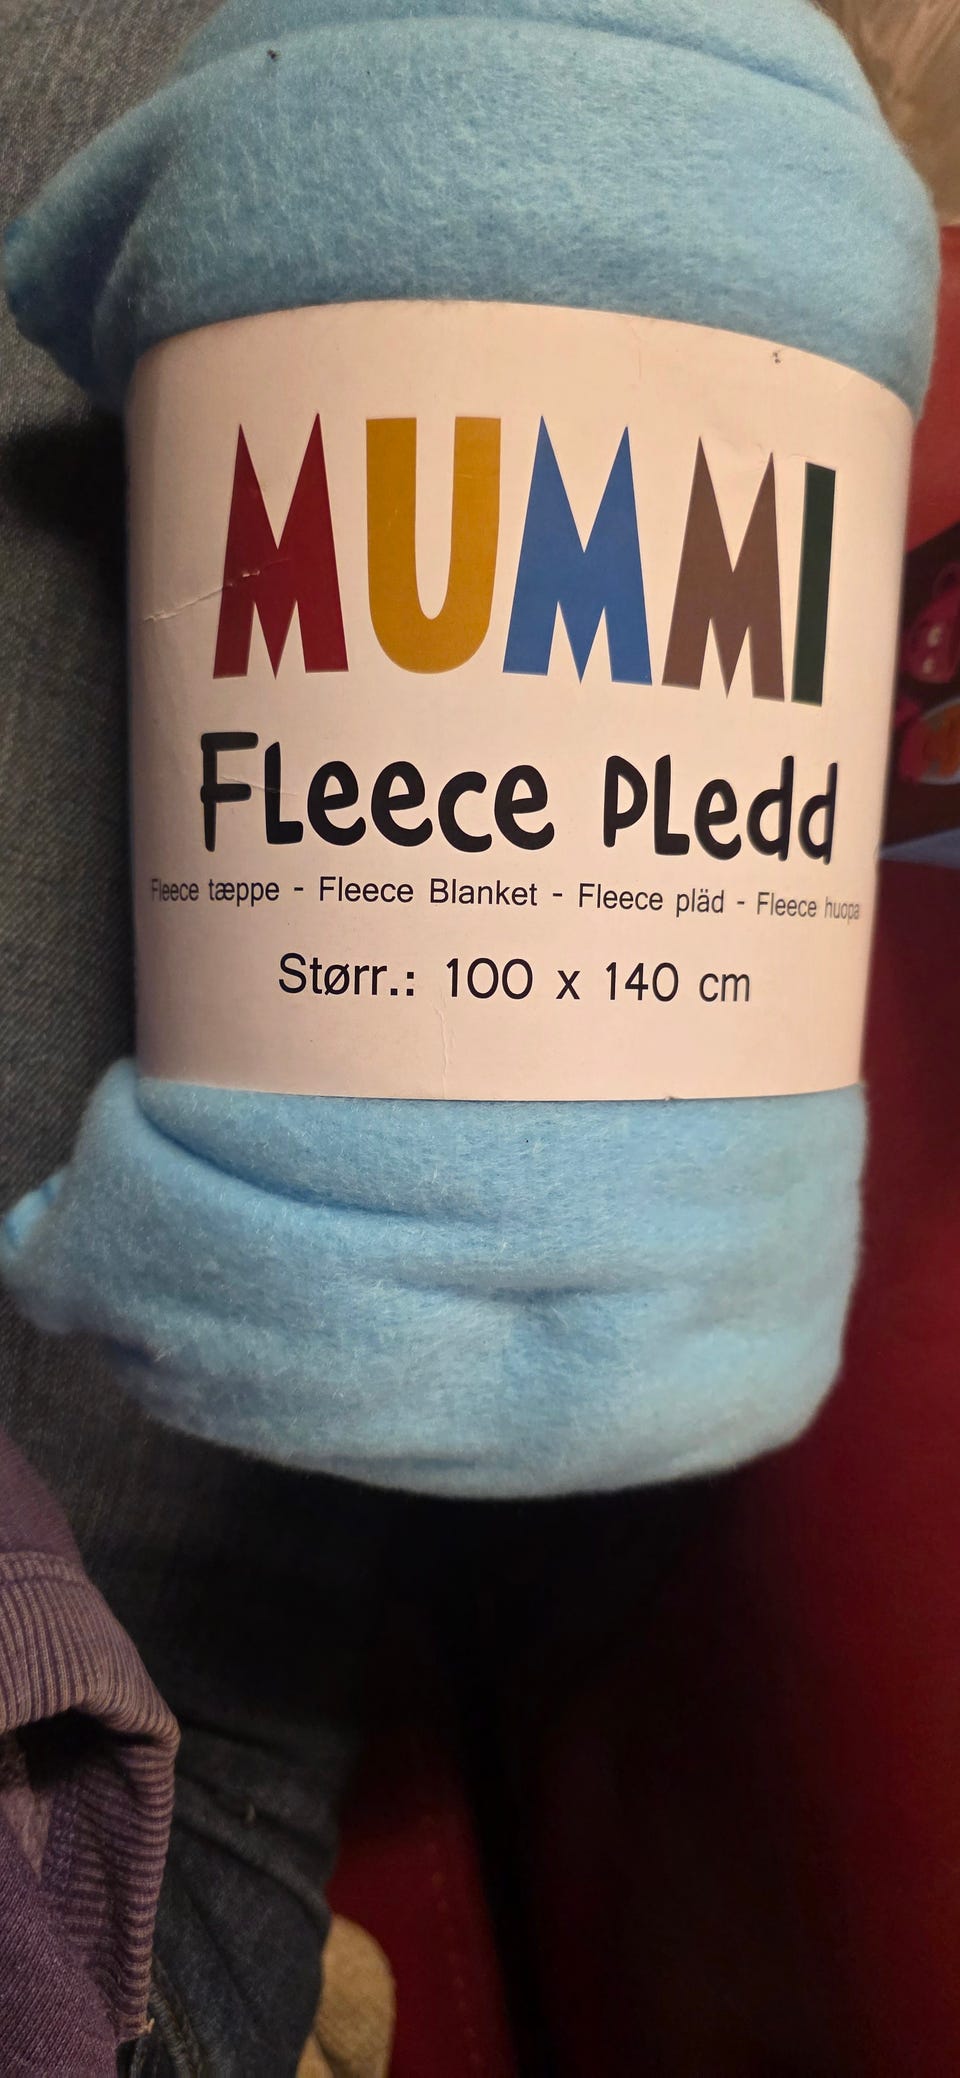 MUMMI
Fleece pledd
Fleece tæppe - Fleece Blanket - Fleece pläd - Fleece huopa
Størr.: 100 x 140 cm